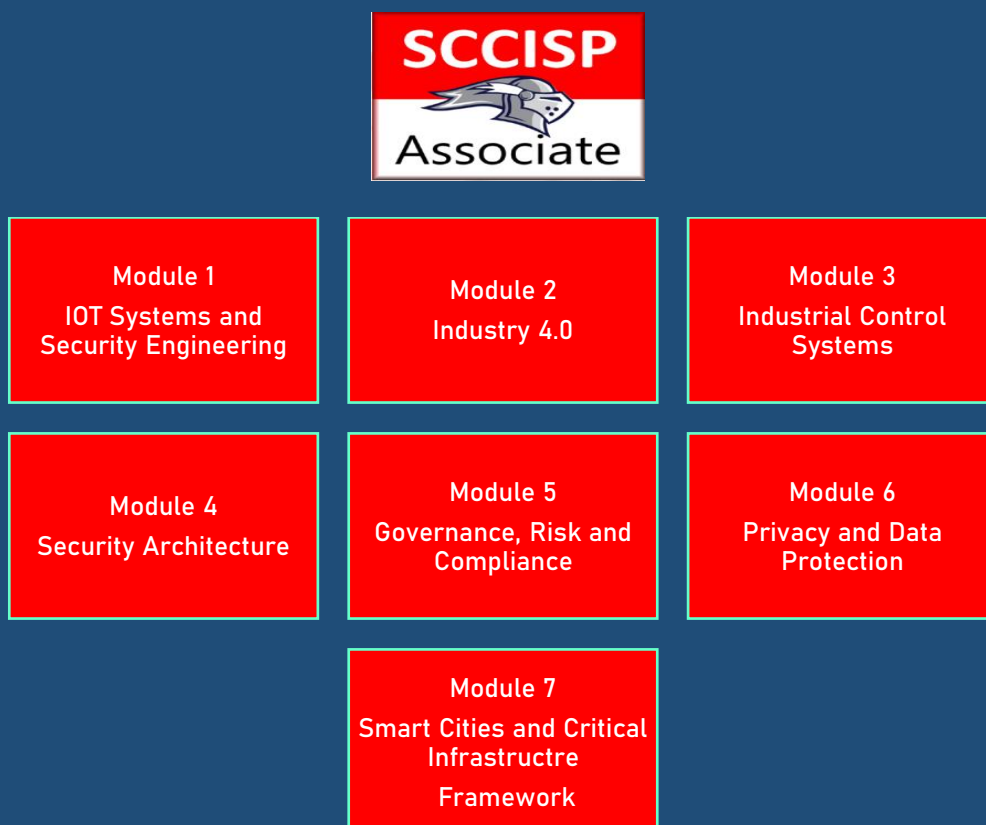 SCCISP
Associate
Module 1
IOT Systems and
Security Engineering
Module 2
Industry 4.0
Module 3
Industrial Control
Systems
Module 4
Security Architecture
Module 5
Governance, Risk and
Compliance
Module 6
Privacy and Data
Protection
Module 7
Smart Cities and Critical
Infrastructre
Framework